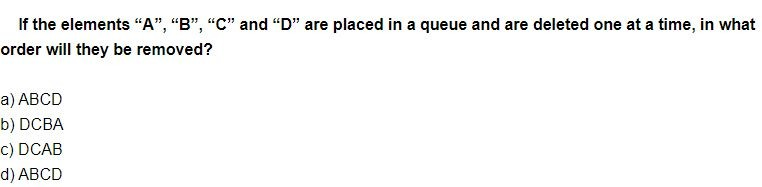 If the elements “A”, “B”, “C” and “D” are placed in a queue and are deleted one at a time, in what
order will they be removed?
a) ABCD
b) DCBA
c) DCAB
d) ABCD